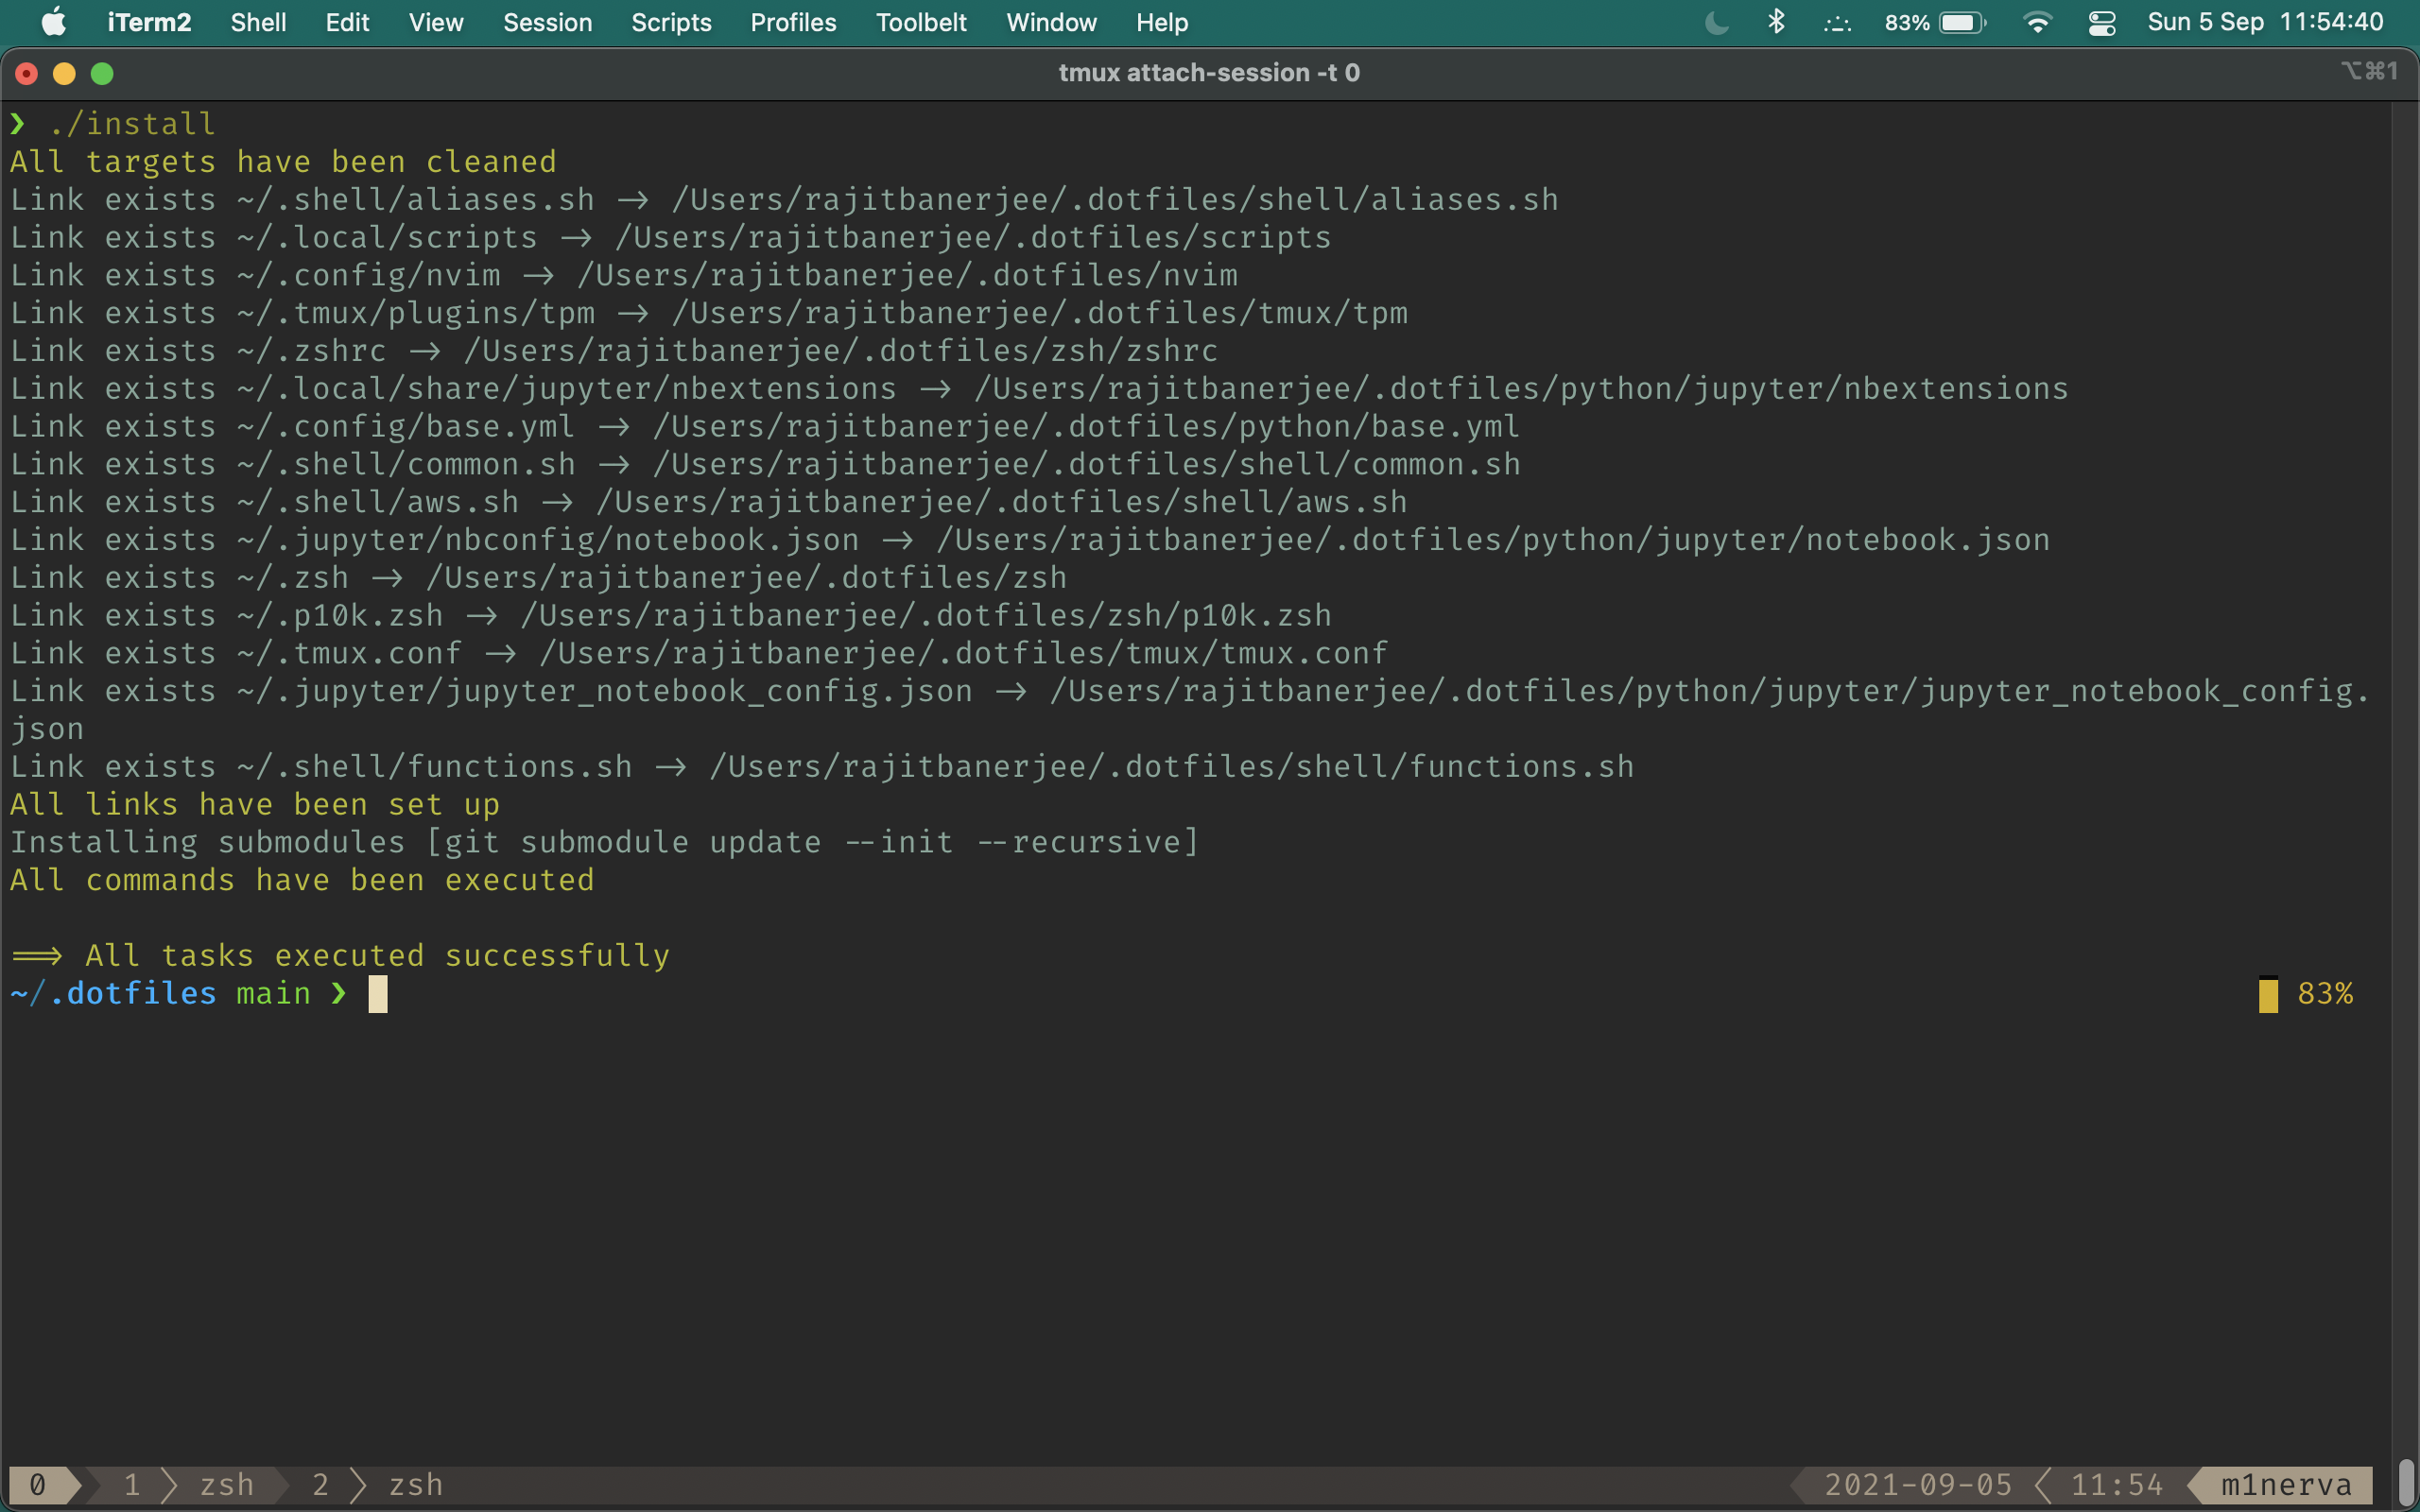 iTerm2 Shell Edit View Session Scripts Profiles Toolbelt Window Help 83% Sun 5 Sep 11:54:40
tmux attach-session -t 0 ⌥⌘1
❯ ./install
All targets have been cleaned
Link exists ~/.shell/aliases.sh -> /Users/rajitbanerjee/.dotfiles/shell/aliases.sh
Link exists ~/.local/scripts -> /Users/rajitbanerjee/.dotfiles/scripts
Link exists ~/.config/nvim -> /Users/rajitbanerjee/.dotfiles/nvim
Link exists ~/.tmux/plugins/tpm -> /Users/rajitbanerjee/.dotfiles/tmux/tpm
Link exists ~/.zshrc -> /Users/rajitbanerjee/.dotfiles/zsh/zshrc
Link exists ~/.local/share/jupyter/nbextensions -> /Users/rajitbanerjee/.dotfiles/python/jupyter/nbextensions
Link exists ~/.config/base.yml -> /Users/rajitbanerjee/.dotfiles/python/base.yml
Link exists ~/.shell/common.sh -> /Users/rajitbanerjee/.dotfiles/shell/common.sh
Link exists ~/.shell/aws.sh -> /Users/rajitbanerjee/.dotfiles/shell/aws.sh
Link exists ~/.jupyter/nbconfig/notebook.json -> /Users/rajitbanerjee/.dotfiles/python/jupyter/notebook.json
Link exists ~/.zsh -> /Users/rajitbanerjee/.dotfiles/zsh
Link exists ~/.p10k.zsh -> /Users/rajitbanerjee/.dotfiles/zsh/p10k.zsh
Link exists ~/.tmux.conf -> /Users/rajitbanerjee/.dotfiles/tmux/tmux.conf
Link exists ~/.jupyter/jupyter_notebook_config.json -> /Users/rajitbanerjee/.dotfiles/python/jupyter/jupyter_notebook_config.
json
Link exists ~/.shell/functions.sh -> /Users/rajitbanerjee/.dotfiles/shell/functions.sh
All links have been set up
Installing submodules [git submodule update --init --recursive]
All commands have been executed
==> All tasks executed successfully
~/.dotfiles main ❯ 83%
0 1 zsh 2 zsh 2021-09-05 11:54 m1nerva